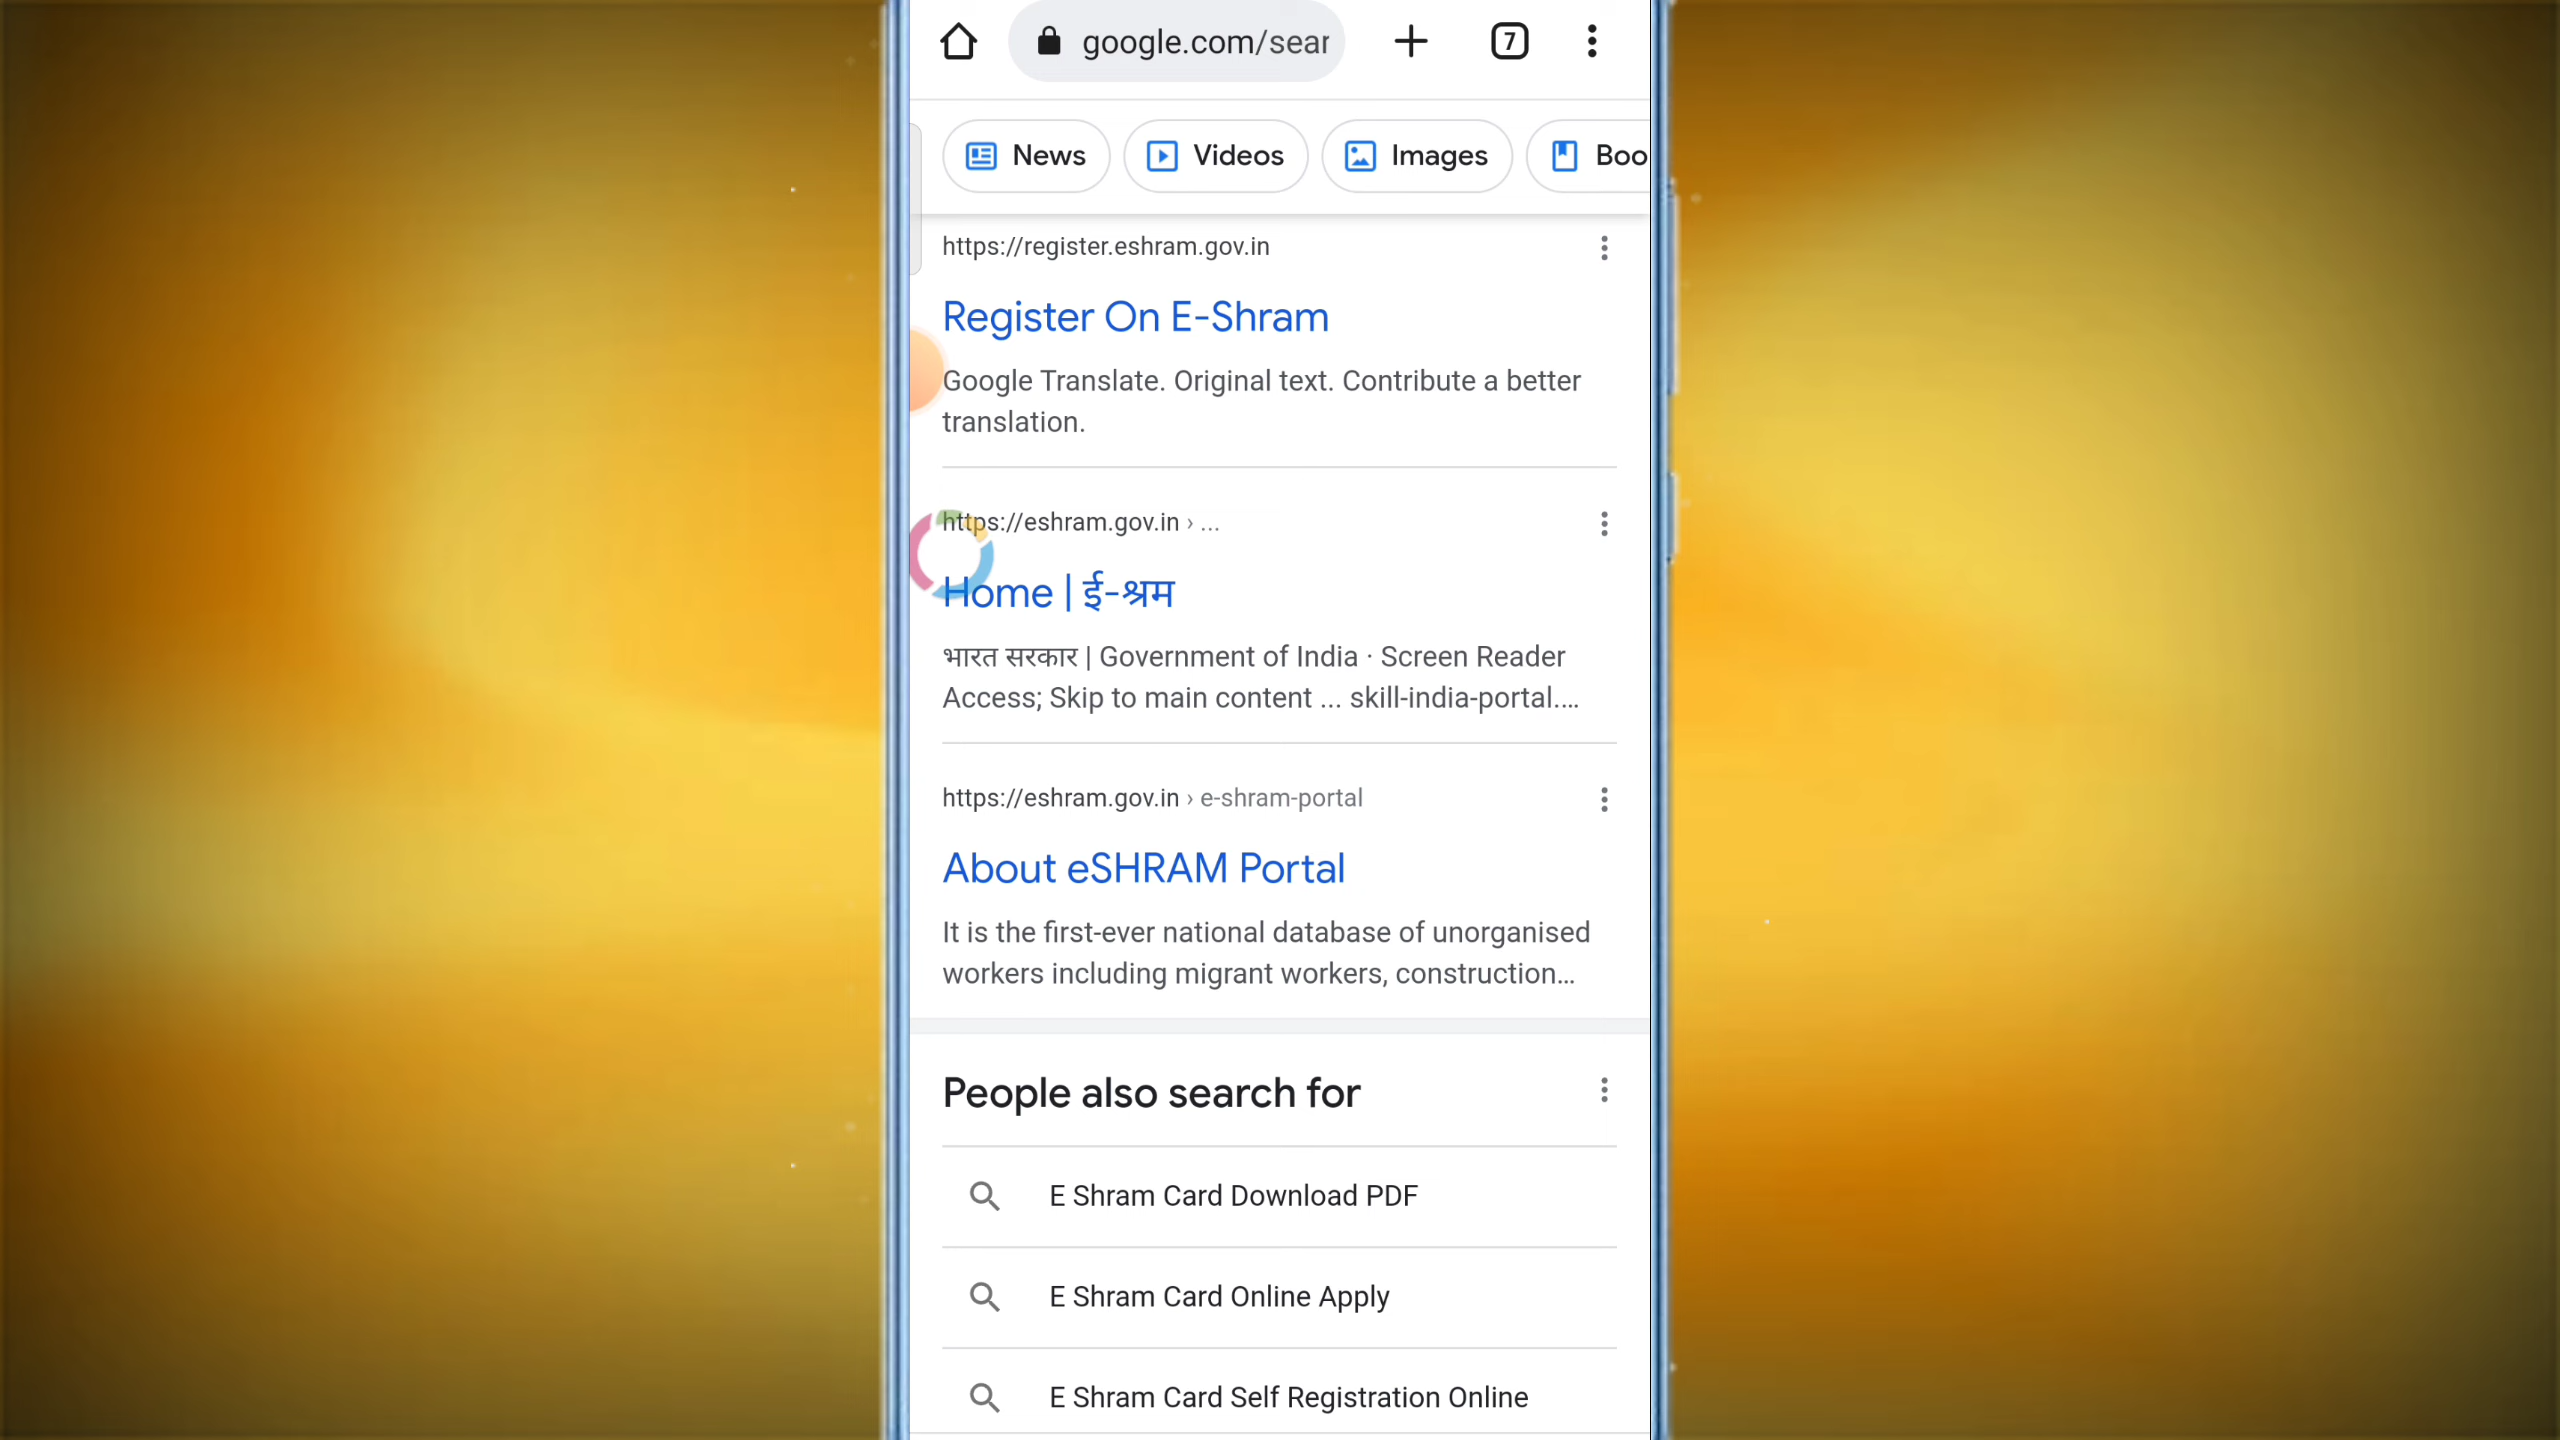 google.com/sear
7
News Videos Images Boo
https://register.eshram.gov.in
Register On E-Shram
Google Translate. Original text. Contribute a better
translation.
https://eshram.gov.in › ...
Home | ई-श्रम
भारत सरकार | Government of India · Screen Reader
Access; Skip to main content ... skill-india-portal....
https://eshram.gov.in › e-shram-portal
About eSHRAM Portal
It is the first-ever national database of unorganised
workers including migrant workers, construction...
People also search for
E Shram Card Download PDF
E Shram Card Online Apply
E Shram Card Self Registration Online